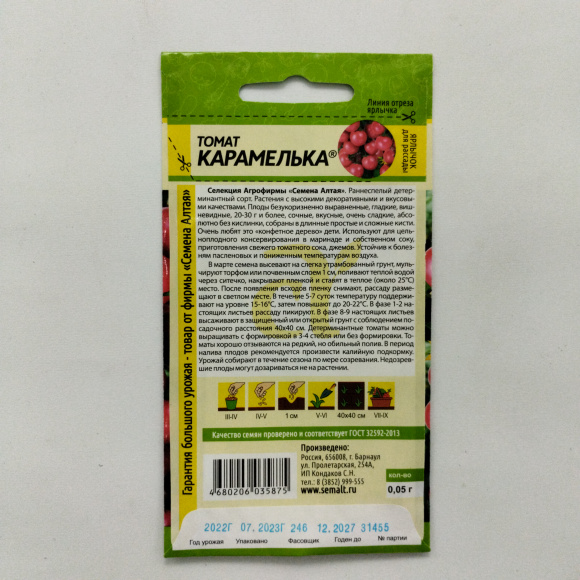 Линия отреза
ярлычка
ТОМАТ
КАРАМЕЛЬКА®
ЯРЛЫЧОК
для рассады
Гарантия большого урожая - товар от фирмы «Семена Алтая»
Селекция Агрофирмы «Семена Алтая». Раннеспелый детер-
минантный сорт. Растения с высокими декоративными и вкусовы-
ми качествами. Плоды безукоризненно выравненные, гладкие, виш-
невидные, 20-30 г и более, сочные, вкусные, очень сладкие, абсолют-
но без кислинки, собраны в длинные простые и сложные кисти.
Очень любят это «конфетное дерево» дети. Используют для цель-
ноплодного консервирования в маринаде и собственном соку,
приготовления свежего томатного сока, джемов. Устойчив к болез-
ням пасленовых и пониженным температурам воздуха.
В марте семена высевают на слегка утрамбованный грунт, муль-
чируют торфом или почвенным слоем 1 см, поливают теплой водой
через ситечко, накрывают пленкой и ставят в теплое (около 25°С)
место. После появления всходов пленку снимают, рассаду разме-
щают в светлом месте. В течение 5-7 суток температуру поддержи-
вают на уровне 15-16°С, затем повышают до 20-22°С. В фазе 1-2 на-
стоящих листьев рассаду пикируют. В фазе 8-9 настоящих листьев
высаживают в защищенный или открытый грунт с соблюдением по-
садочного расстояния 40х40 см. Детерминантные томаты можно
выращивать с формировкой в 3-4 стебля или без формировки. То-
маты хорошо отзываются на редкий, но обильный полив. В период
налива плодов рекомендуется произвести калийную подкормку.
Урожай собирают в течение сезона по мере созревания. Недозрев-
шие плоды могут дозариваться не на растении.
III-IV IV-V 1 см V-VI 40х40 см VII-IX
Качество семян проверено и соответствует ГОСТ 32592-2013
Произведено:
Россия, 656008, г. Барнаул
ул. Пролетарская, 254А,
ИП Кондаков С.Н.
тел.: 8 (3852) 999-555
www.semalt.ru
кол-во
0,05 г
4680206035875
2022Г 07.2023Г 246 12.2027 31455
Год урожая Упаковано Фасовщик Годен до № партии